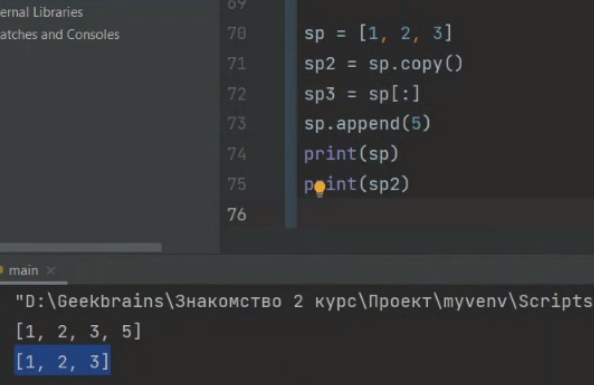 ernal Libraries
atches and Consoles
69
70 sp = [1, 2, 3]
71 sp2 = sp.copy()
72 sp3 = sp[:]
73 sp.append(5)
74 print(sp)
75 print(sp2)
76
main ×
"D:\Geekbrains\Знакомство 2 курс\Проект\myvenv\Scripts
[1, 2, 3, 5]
[1, 2, 3]